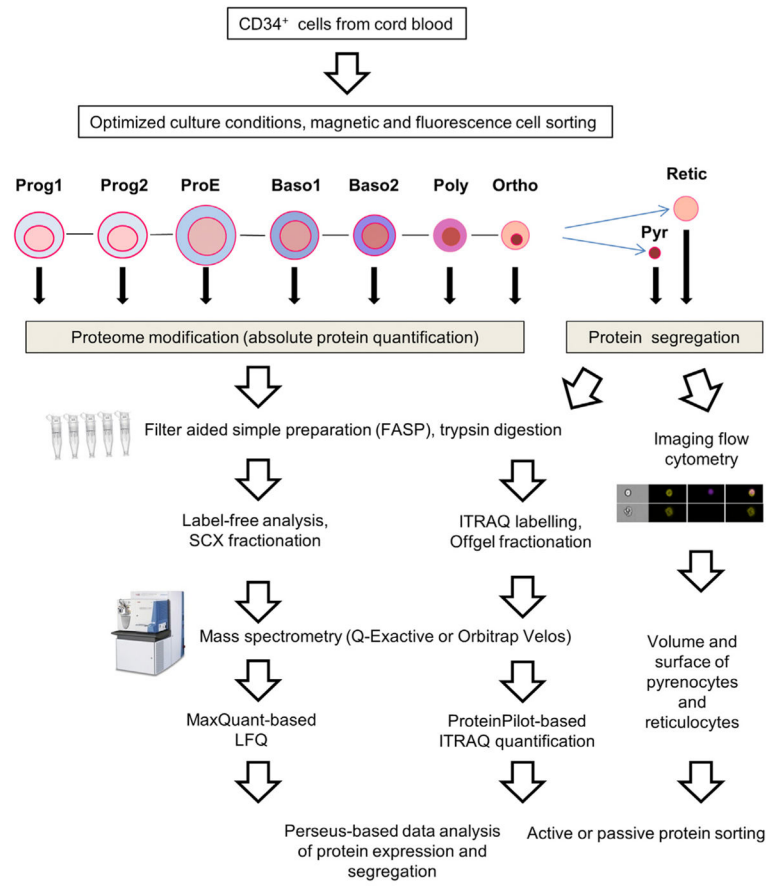 CD34+ cells from cord blood
Optimized culture conditions, magnetic and fluorescence cell sorting
Prog1 Prog2 ProE Baso1 Baso2 Poly Ortho Retic
Pyr
Proteome modification (absolute protein quantification)
Protein segregation
Filter aided simple preparation (FASP), trypsin digestion
Imaging flow
cytometry
Label-free analysis,
SCX fractionation
ITRAQ labelling,
Offgel fractionation
Mass spectrometry (Q-Exactive or Orbitrap Velos)
Volume and
surface of
pyrenocytes
and
reticulocytes
MaxQuant-based
LFQ
ProteinPilot-based
ITRAQ quantification
Perseus-based data analysis
of protein expression and
segregation
Active or passive protein sorting